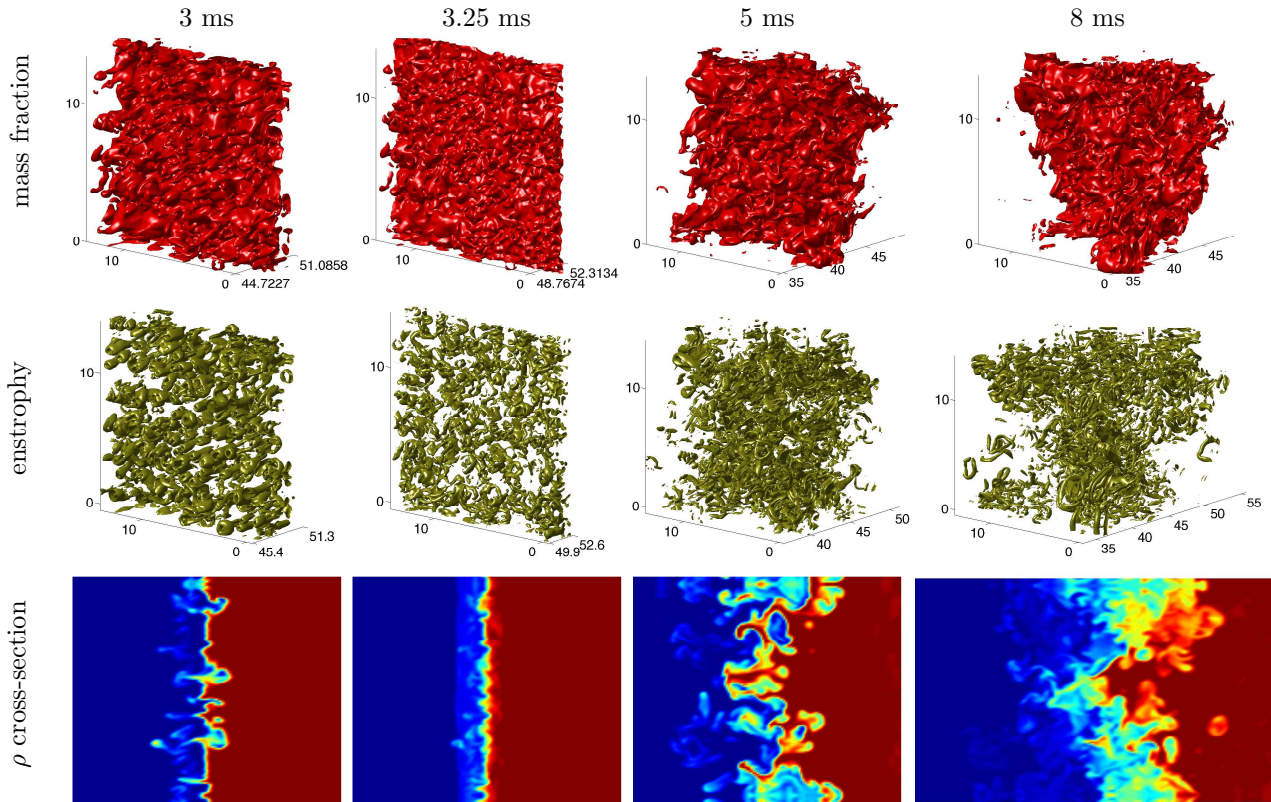 3 ms 3.25 ms 5 ms 8 ms
mass fraction
10 0 10 0 44.7227 51.0858
10 0 10 0 48.7674 52.3134
10 0 10 0 35 40 45
10 0 10 0 35 40 45
enstrophy
10 0 10 0 45.4 51.3
10 0 10 0 49.9 52.6
10 0 10 0 40 45 50
10 0 10 0 35 40 45 50 55
ρ cross-section